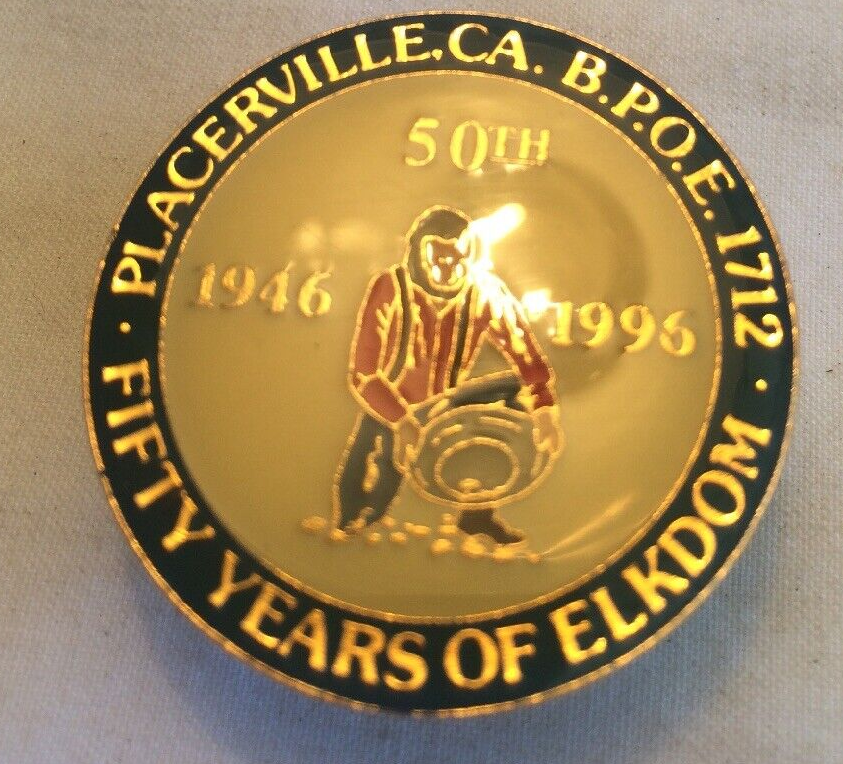 PLACERVILLE, CA. B.P.O.E. 1712
50TH
1946
1996
· FIFTY YEARS OF ELKDOM ·